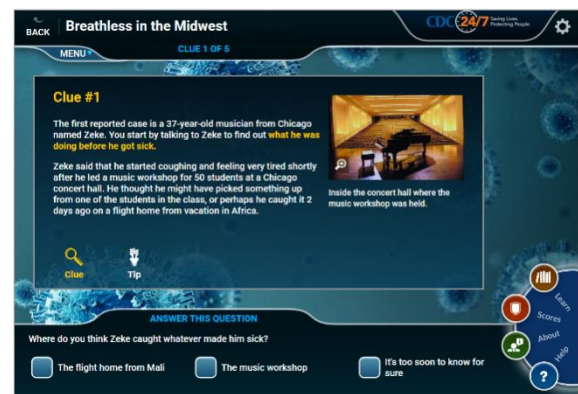 BACK
Breathless in the Midwest
CDC 24/7 Saving Lives
Protecting People
MENU
CLUE 1 OF 5
Clue #1
The first reported case is a 37-year-old musician from Chicago
named Zeke. You start by talking to Zeke to find out what he was
doing before he got sick.
Zeke said that he started coughing and feeling very tired shortly
after he led a music workshop for 50 students at a Chicago
concert hall. He thought he might have picked something up
from one of the students in the class, or perhaps he caught it 2
days ago on a flight home from vacation in Africa.
Inside the concert hall where the
music workshop was held.
Clue
Tip
Learn
Scores
About
Help
?
ANSWER THIS QUESTION
Where do you think Zeke caught whatever made him sick?
The flight home from Mali
The music workshop
It's too soon to know for
sure